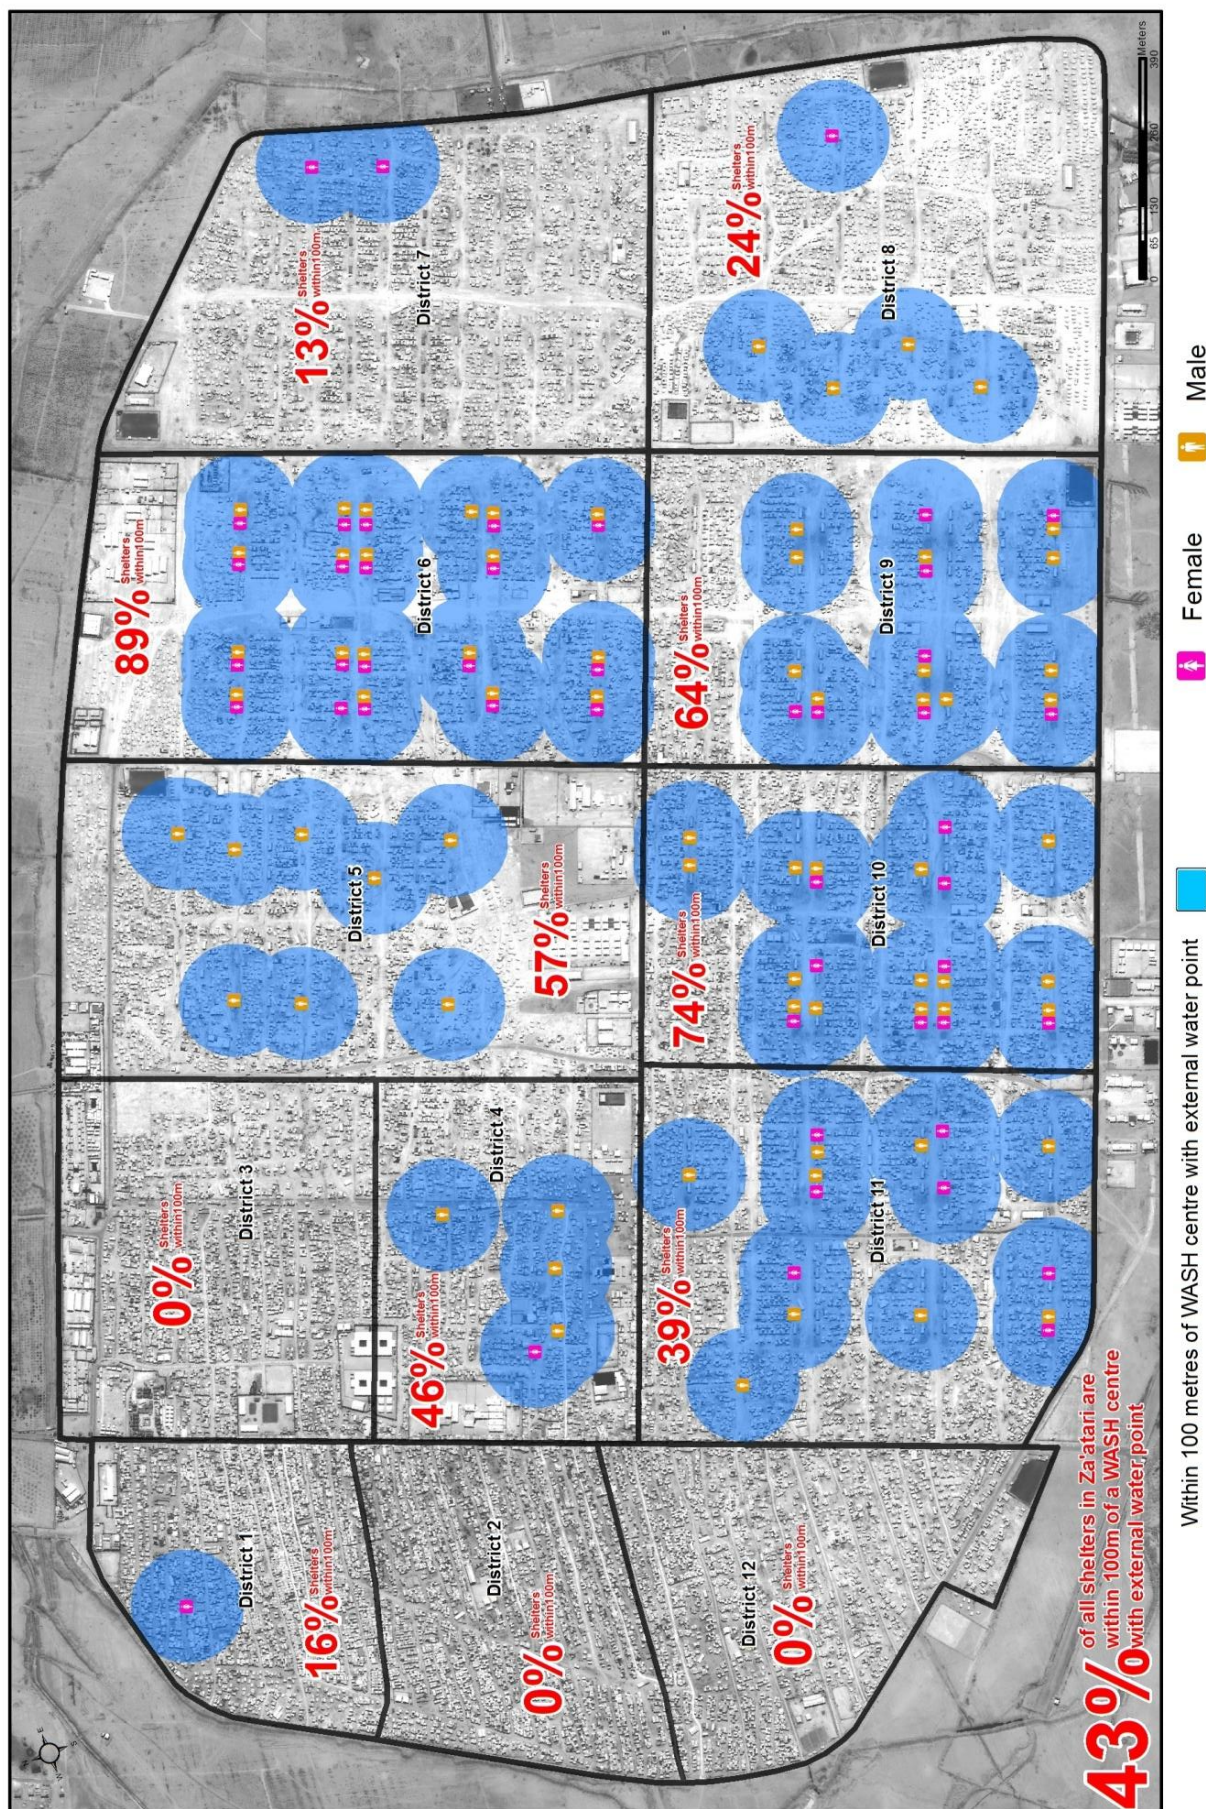 District 1
16% Shelters within100m
District 2
0% Shelters within100m
District 12
0% Shelters within100m
District 3
0% Shelters within100m
District 4
46% Shelters within100m
District 11
39% Shelters within100m
District 5
57% Shelters within100m
District 10
74% Shelters within100m
District 6
89% Shelters within100m
District 9
64% Shelters within100m
District 7
13% Shelters within100m
District 8
24% Shelters within100m
43% of all shelters in Za'atari are
within 100m of a WASH centre
with external water point
0 65 130 260 390
Meters
N
E
S
W
Within 100 metres of WASH centre with external water point
Female
Male